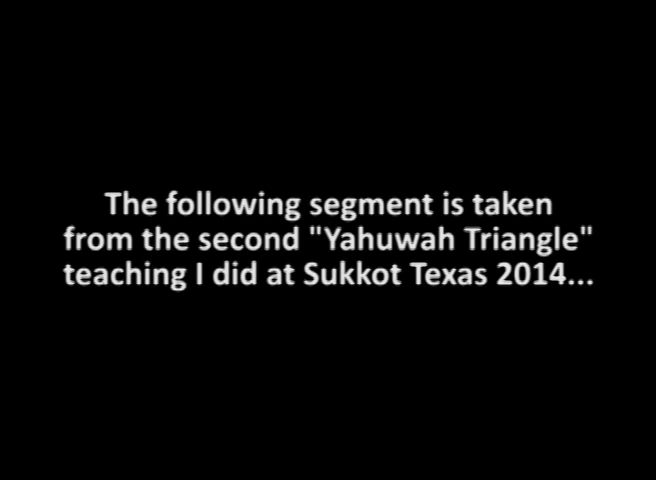 The following segment is taken
from the second "Yahuwah Triangle"
teaching I did at Sukkot Texas 2014...